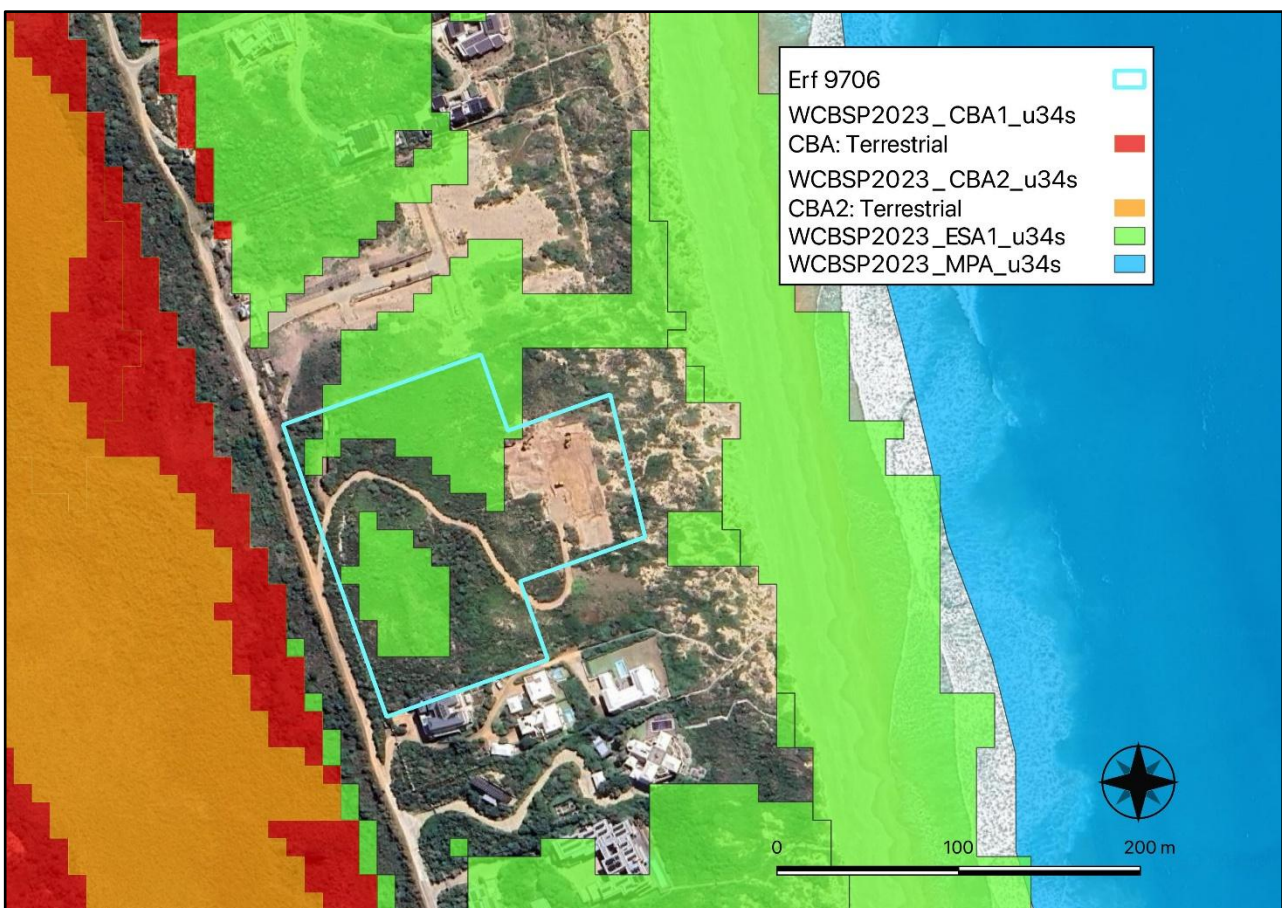 Erf 9706
WCBSP2023_CBA1_u34s
CBA: Terrestrial
WCBSP2023_CBA2_u34s
CBA2: Terrestrial
WCBSP2023_ESA1_u34s
WCBSP2023_MPA_u34s
0 100 200 m